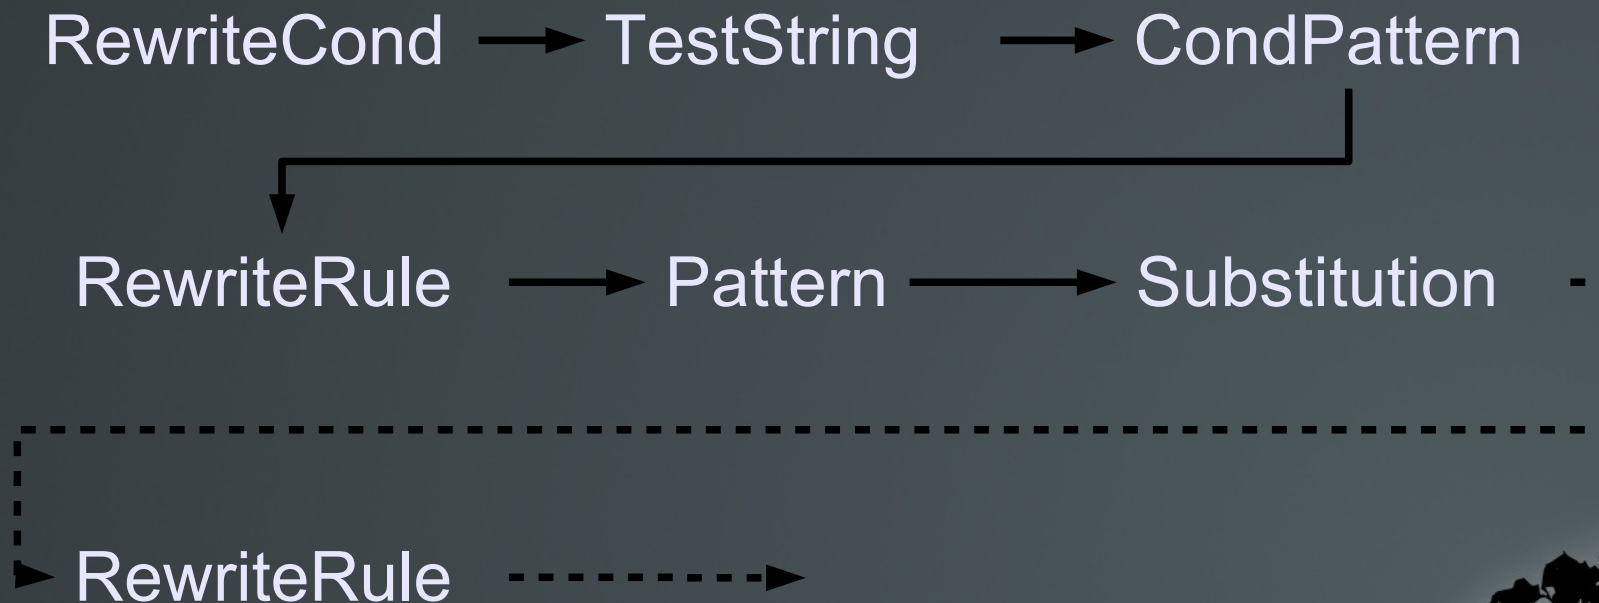 RewriteCond TestString CondPattern
RewriteRule Pattern Substitution
RewriteRule